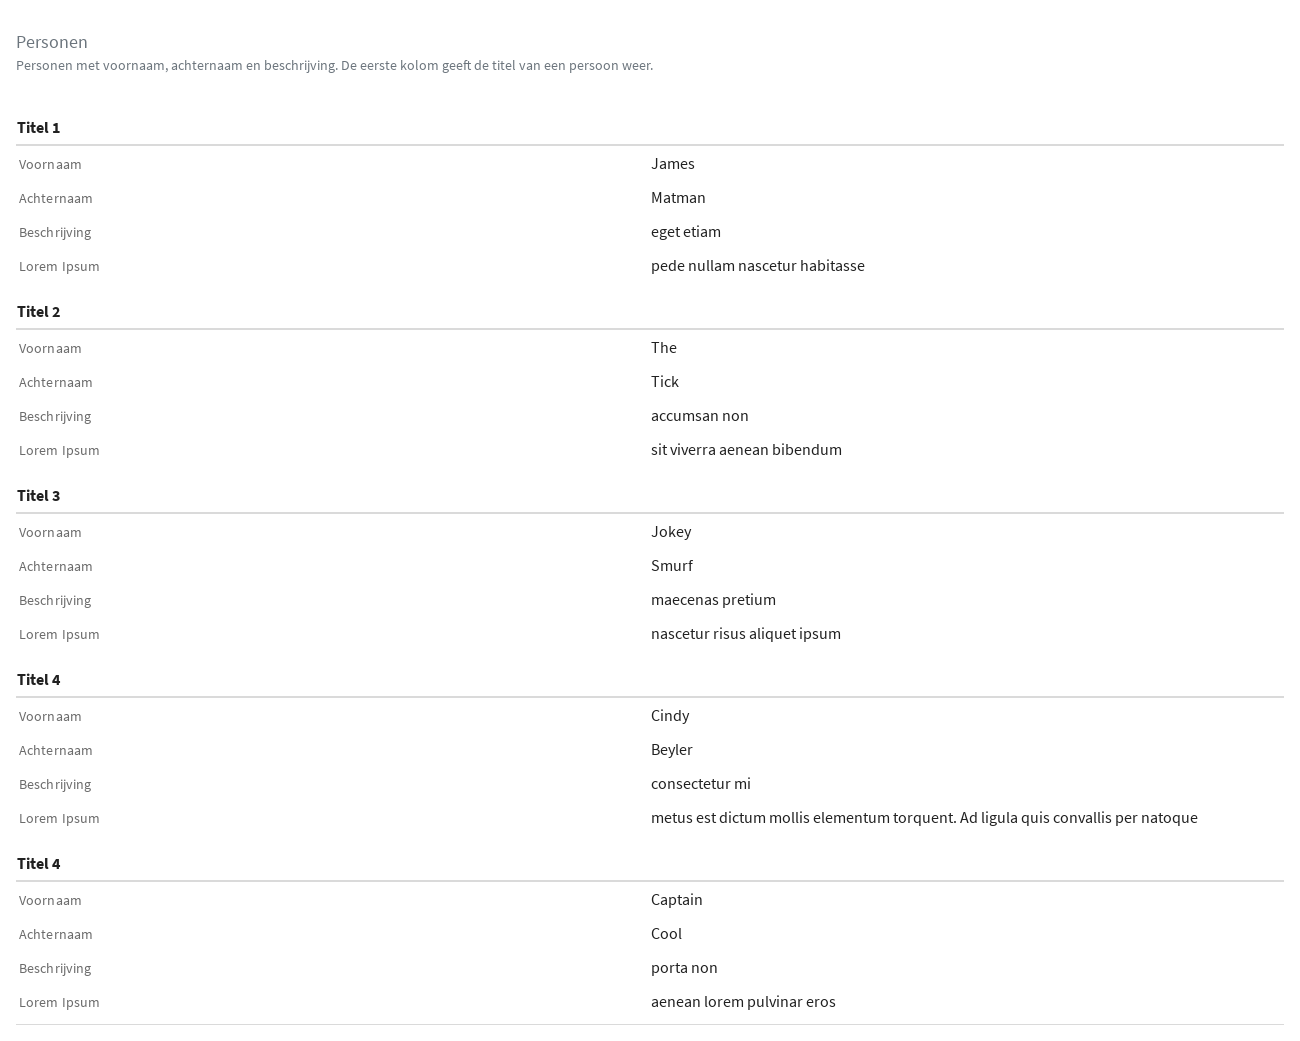 Personen
Personen met voornaam, achternaam en beschrijving. De eerste kolom geeft de titel van een persoon weer.
Titel 1
Voornaam James
Achternaam Matman
Beschrijving eget etiam
Lorem Ipsum pede nullam nascetur habitasse
Titel 2
Voornaam The
Achternaam Tick
Beschrijving accumsan non
Lorem Ipsum sit viverra aenean bibendum
Titel 3
Voornaam Jokey
Achternaam Smurf
Beschrijving maecenas pretium
Lorem Ipsum nascetur risus aliquet ipsum
Titel 4
Voornaam Cindy
Achternaam Beyler
Beschrijving consectetur mi
Lorem Ipsum metus est dictum mollis elementum torquent. Ad ligula quis convallis per natoque
Titel 4
Voornaam Captain
Achternaam Cool
Beschrijving porta non
Lorem Ipsum aenean lorem pulvinar eros